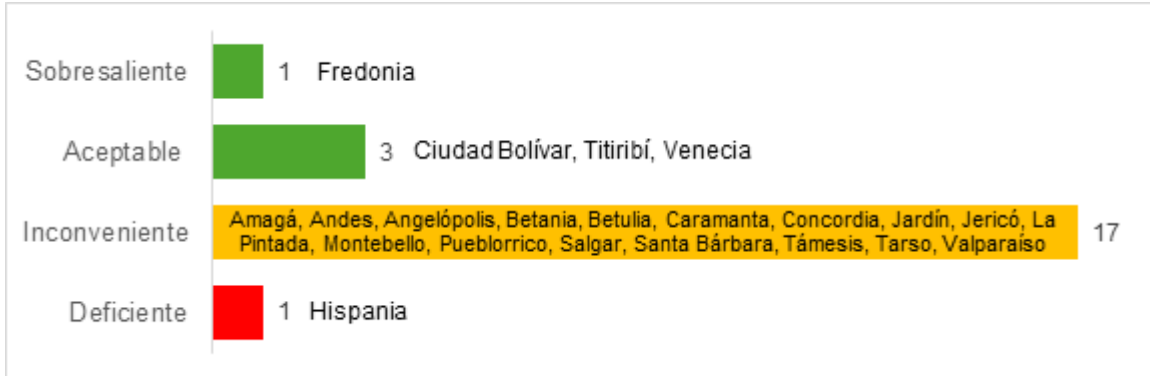 Sobresaliente 1 Fredonia
Aceptable 3 Ciudad Bolívar, Titiribí, Venecia
Inconveniente Amagá, Andes, Angelópolis, Betania, Betulia, Caramanta, Concordia, Jardín, Jericó, La
Pintada, Montebello, Pueblorrico, Salgar, Santa Bárbara, Támesis, Tarso, Valparaíso 17
Deficiente 1 Hispania